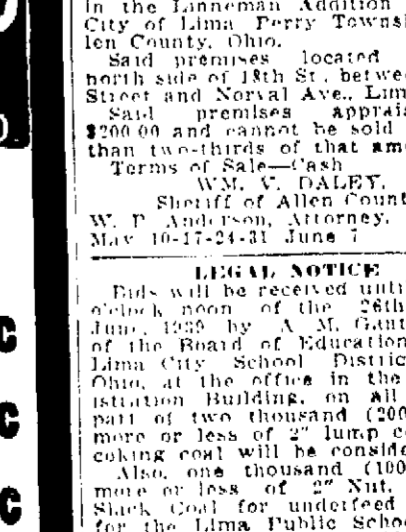 in the Linneman Addition
City of Lima Perry Townsh
len County, Ohio.
Said premises located
north side of 18th St., betwe
Street and Norval Ave., Lim
Said premises apprai
$200.00 and cannot be sold
than two-thirds of that am
Terms of Sale—Cash
WM. V. DALEY,
Sheriff of Allen Count
W. P. Anderson, Attorney.
May 10-17-24-31 June 7
LEGAL NOTICE
Bids will be received unti
o'clock noon of the 26th
June, 1939 by A. M. Gant
of the Board of Education
Lima City School Distric
Ohio, at the office in the
istration Building, on all
part of two thousand (200
more or less of 2" lump c
coking coal will be conside
Also, one thousand (100
more or less of 2" Nut,
Slack Coal for underfeed
for the Lima Public Scho
c
c
c